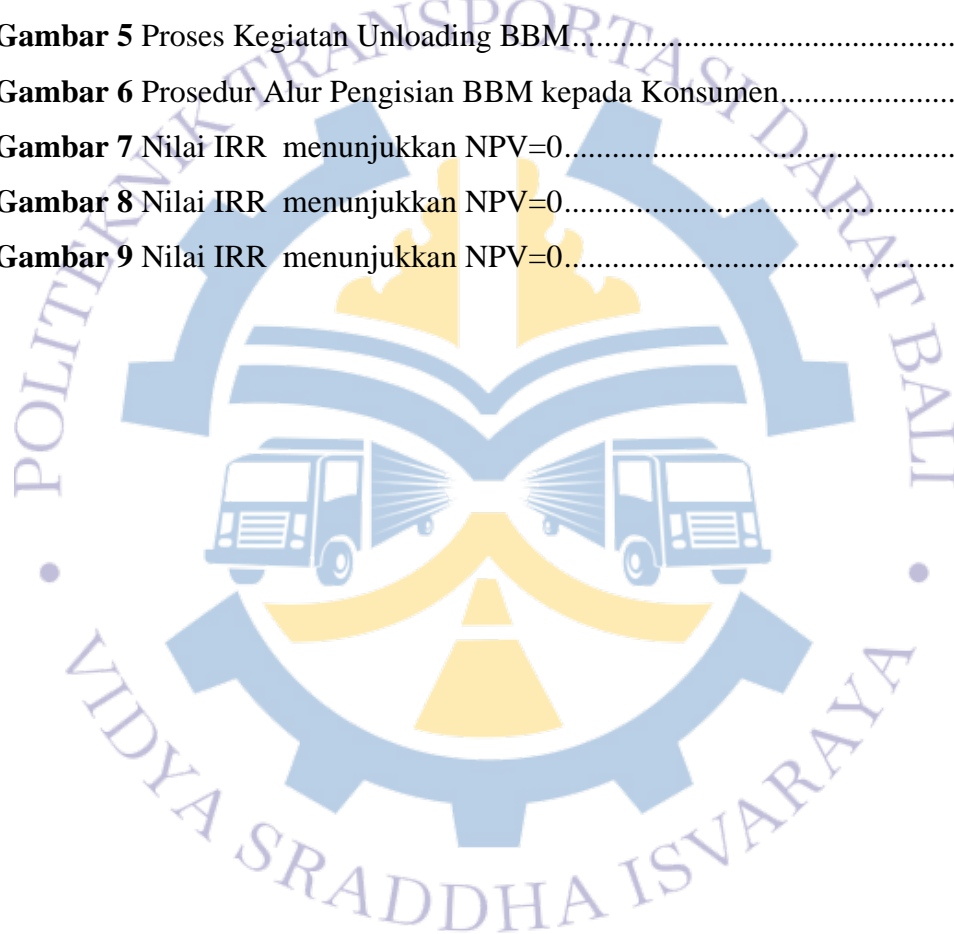 Gambar 5 Proses Kegiatan Unloading BBM................................................
Gambar 6 Prosedur Alur Pengisian BBM kepada Konsumen......................
Gambar 7 Nilai IRR  menunjukkan NPV=0.................................................
Gambar 8 Nilai IRR  menunjukkan NPV=0.................................................
Gambar 9 Nilai IRR  menunjukkan NPV=0.................................................
POLITEKNIK TRANSPORTASI DARAT BALI
VIDYA SRADDHA ISVARAYA